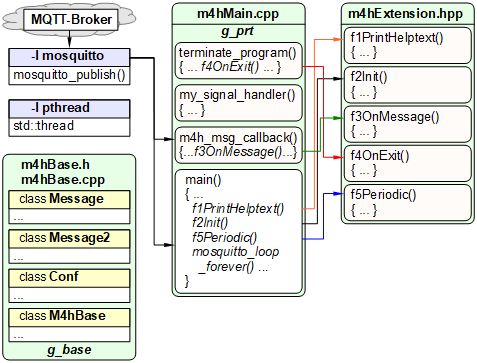 MQTT-Broker
-l mosquitto
mosquitto_publish()
-l pthread
std::thread
m4hBase.h
m4hBase.cpp
class Message
...
class Message2
...
class Conf
...
class M4hBase
...
g_base
m4hMain.cpp
g_prt
terminate_program()
{ ... f4OnExit() ... }
my_signal_handler()
{ ... }
m4h_msg_callback()
{...f3OnMessage()...}
main()
{ ...
f1PrintHelptext()
f2Init()
f5Periodic()
mosquitto_loop
_forever() ...
}
m4hExtension.hpp
f1PrintHelptext()
{ ... }
f2Init()
{ ... }
f3OnMessage()
{ ... }
f4OnExit()
{ ... }
f5Periodic()
{ ... }